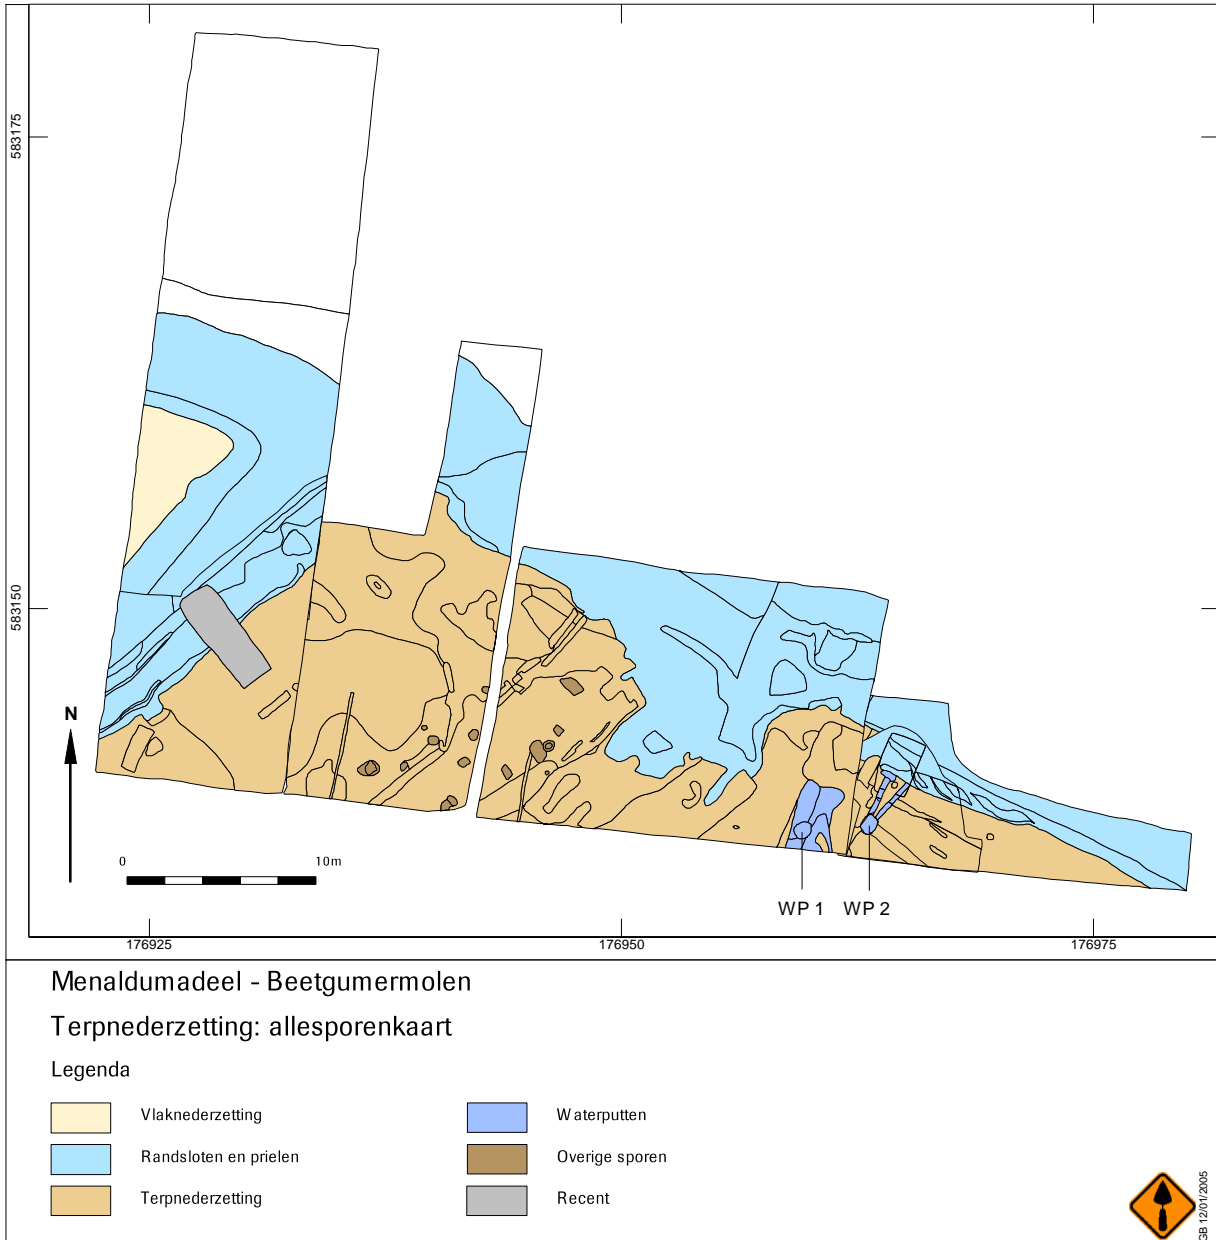 583175
583150
N
0 10m
WP 1 WP 2
176925 176950 176975
Menaldumadeel - Beetgumermolen
Terpnederzetting: allesporenkaart
Legenda
Vlaknederzetting
Randsloten en prielen
Terpnederzetting
Waterputten
Overige sporen
Recent
GB 12/01/2005